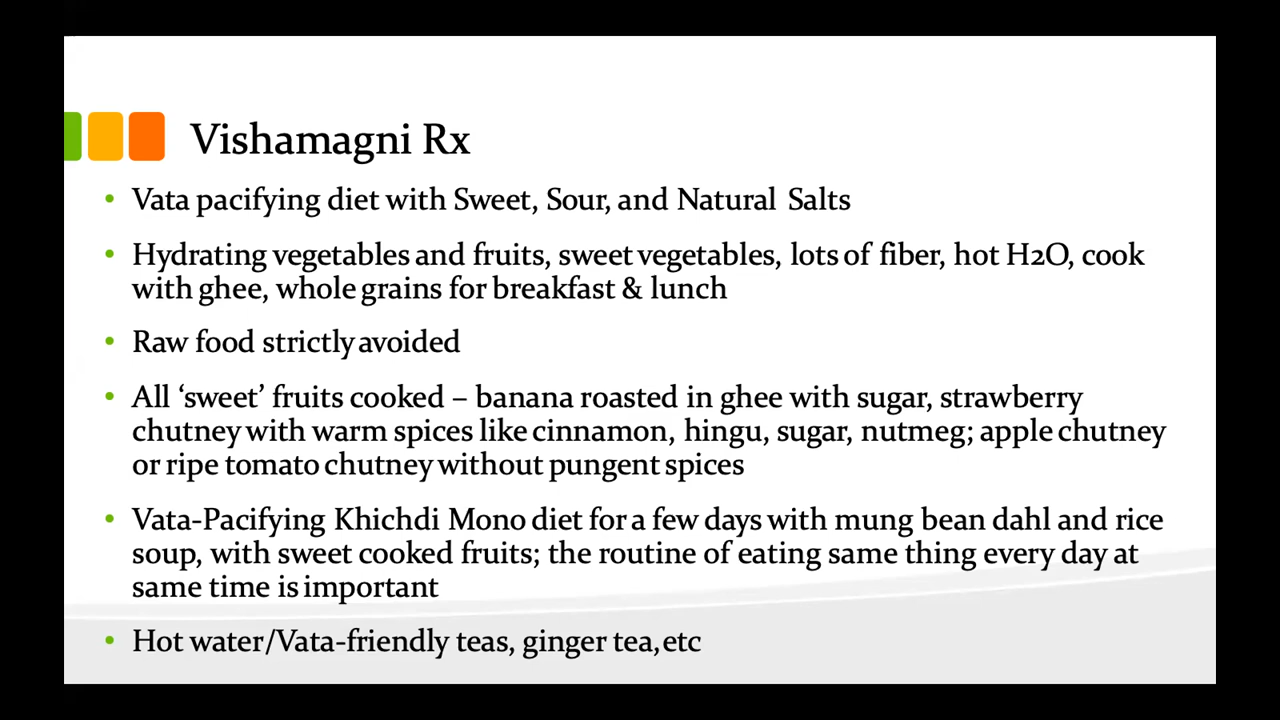 Vishamagni Rx
• Vata pacifying diet with Sweet, Sour, and Natural Salts
• Hydrating vegetables and fruits, sweet vegetables, lots of fiber, hot H2O, cook
with ghee, whole grains for breakfast & lunch
• Raw food strictly avoided
• All ‘sweet’ fruits cooked – banana roasted in ghee with sugar, strawberry
chutney with warm spices like cinnamon, hingu, sugar, nutmeg; apple chutney
or ripe tomato chutney without pungent spices
• Vata-Pacifying Khichdi Mono diet for a few days with mung bean dahl and rice
soup, with sweet cooked fruits; the routine of eating same thing every day at
same time is important
• Hot water/Vata-friendly teas, ginger tea, etc